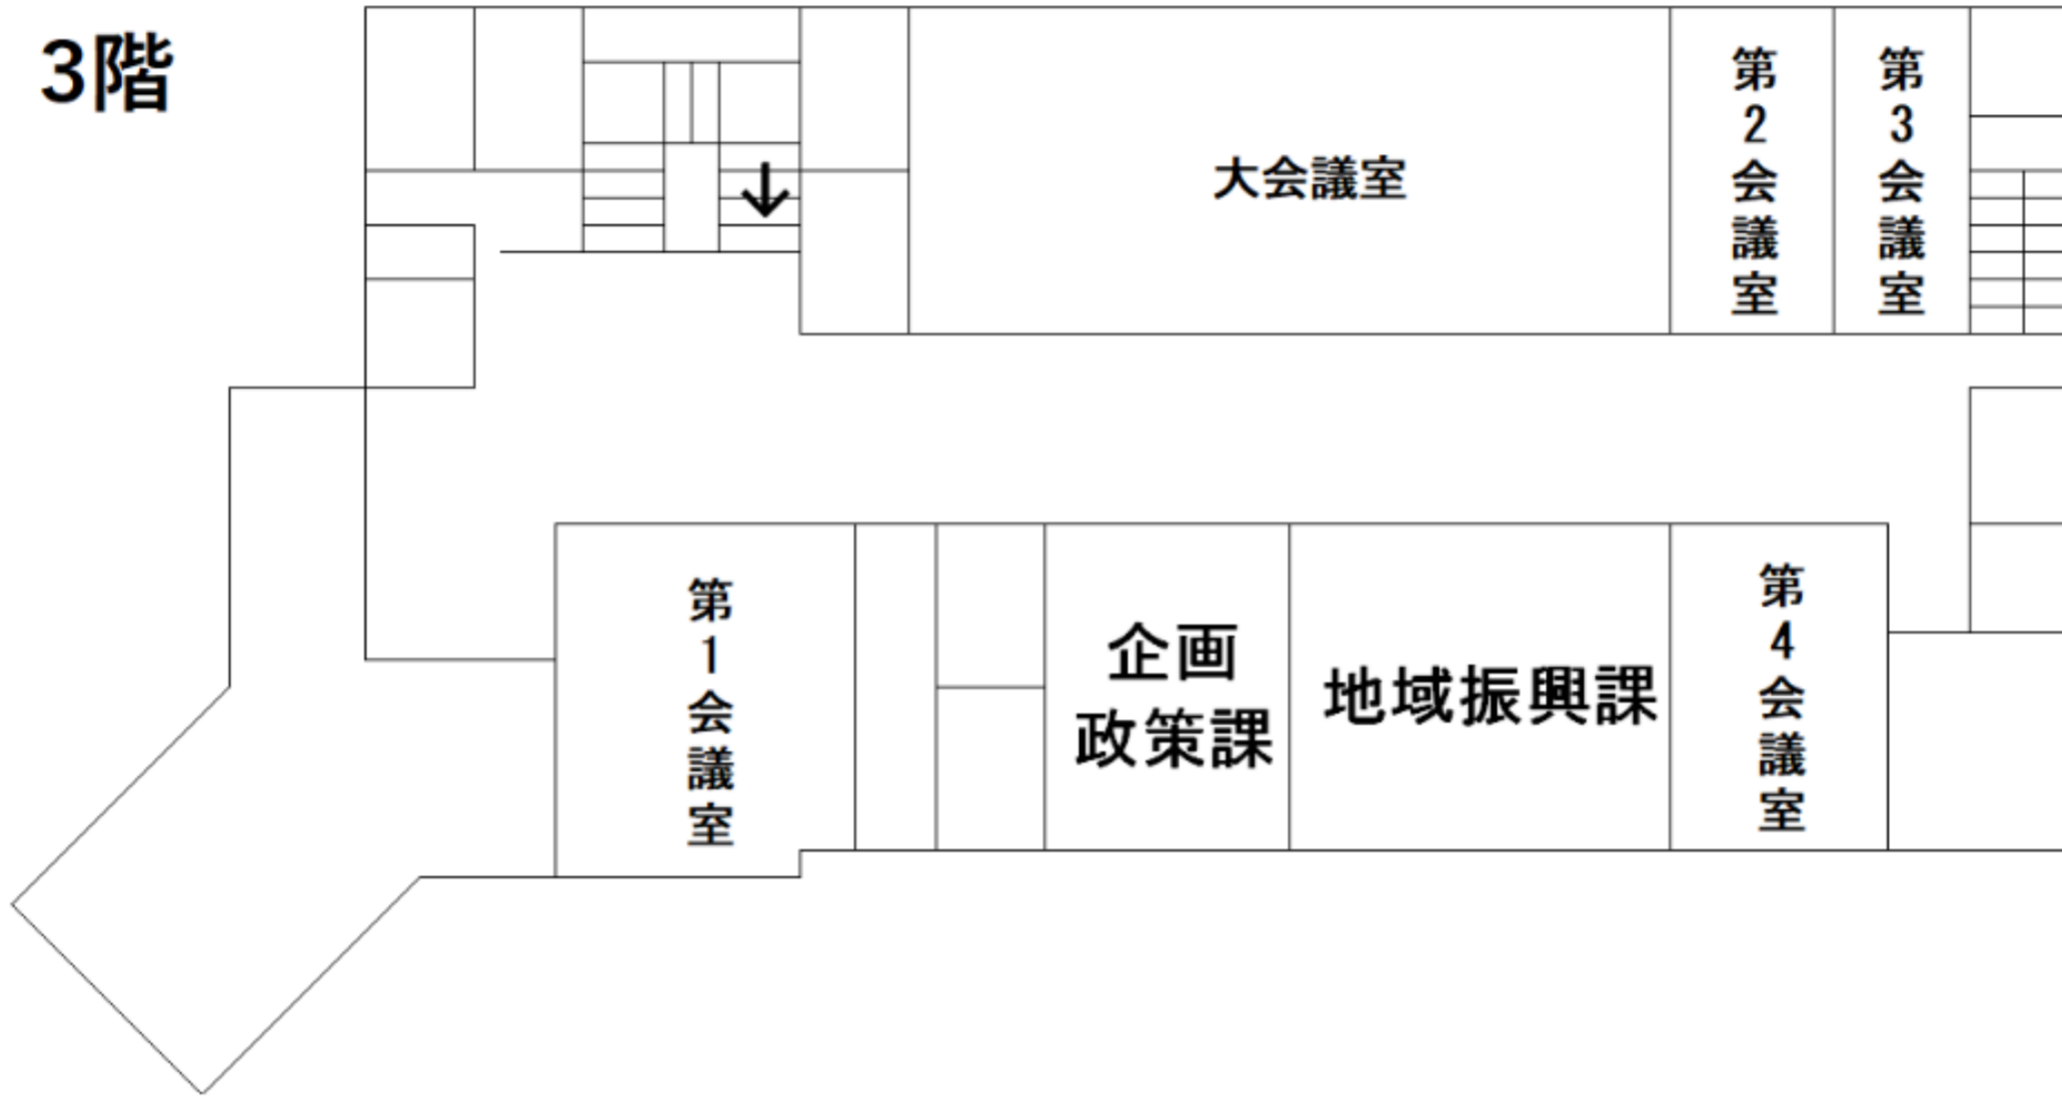 3階
大会議室
第2会議室
第3会議室
第1会議室
企画
政策課
地域振興課
第4会議室